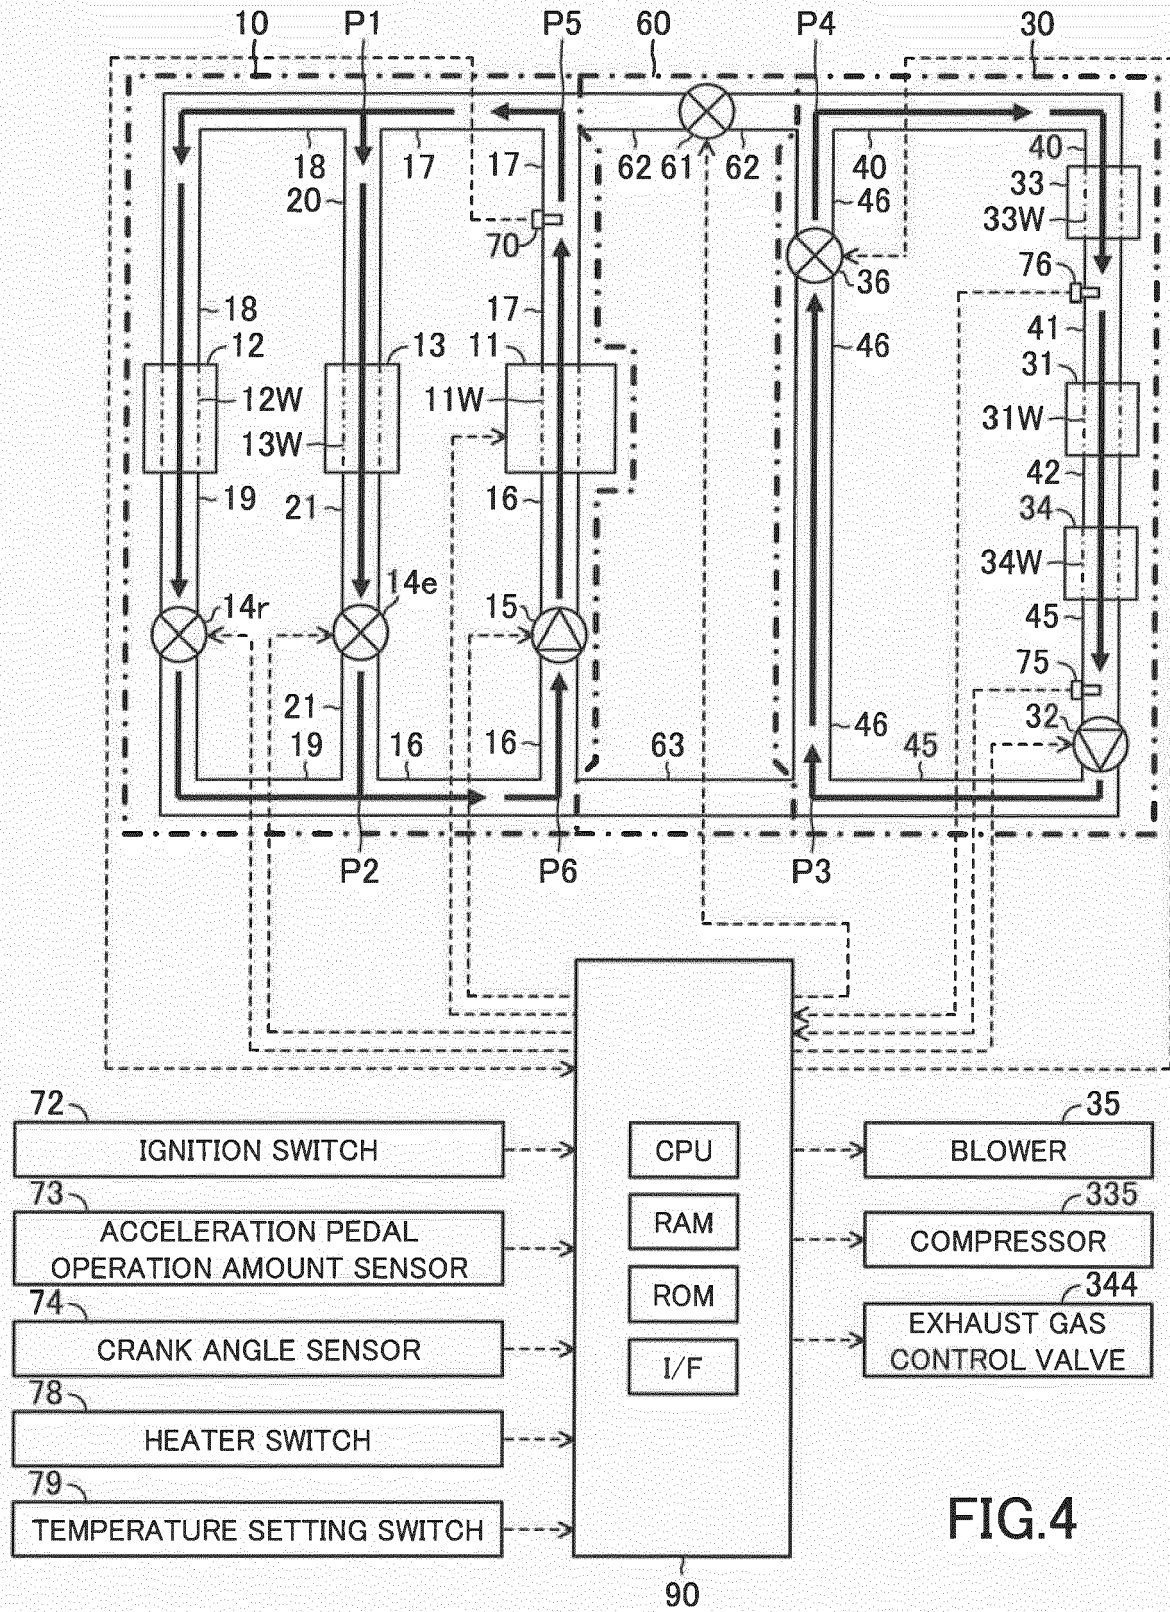 10 P1 P5 60 P4 30
18 17 17 62 61 62 40 40
20 46 33
33W
70 36 76
18 17 46 41
12 13 11 31
12W 11W 31W
13W
19 21 16 42
34
14r 14e 15 34W
45
75
21 32
19 16 16 63 46 45
P2 P6 P3
72
IGNITION SWITCH
73
ACCELERATION PEDAL
OPERATION AMOUNT SENSOR
74
CRANK ANGLE SENSOR
78
HEATER SWITCH
79
TEMPERATURE SETTING SWITCH
CPU
RAM
ROM
I/F
90
35
BLOWER
335
COMPRESSOR
344
EXHAUST GAS
CONTROL VALVE
FIG.4